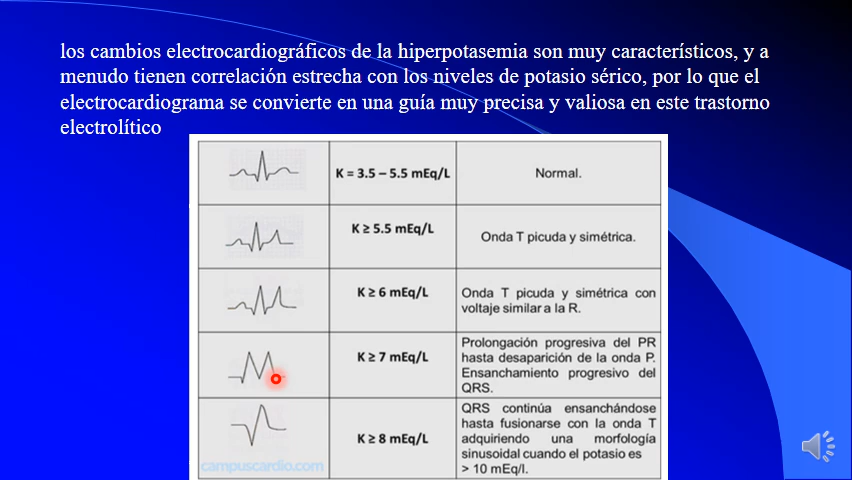 los cambios electrocardiográficos de la hiperpotasemia son muy característicos, y a
menudo tienen correlación estrecha con los niveles de potasio sérico, por lo que el
electrocardiograma se convierte en una guía muy precisa y valiosa en este trastorno
electrolítico
K = 3.5 – 5.5 mEq/L
Normal.
K ≥ 5.5 mEq/L
Onda T picuda y simétrica.
K ≥ 6 mEq/L
Onda T picuda y simétrica con
voltaje similar a la R.
K ≥ 7 mEq/L
Prolongación progresiva del PR
hasta desaparición de la onda P.
Ensanchamiento progresivo del
QRS.
K ≥ 8 mEq/L
QRS continúa ensanchándose
hasta fusionarse con la onda T
adquiriendo una morfología
sinusoidal cuando el potasio es
> 10 mEq/l.
campuscardio.com